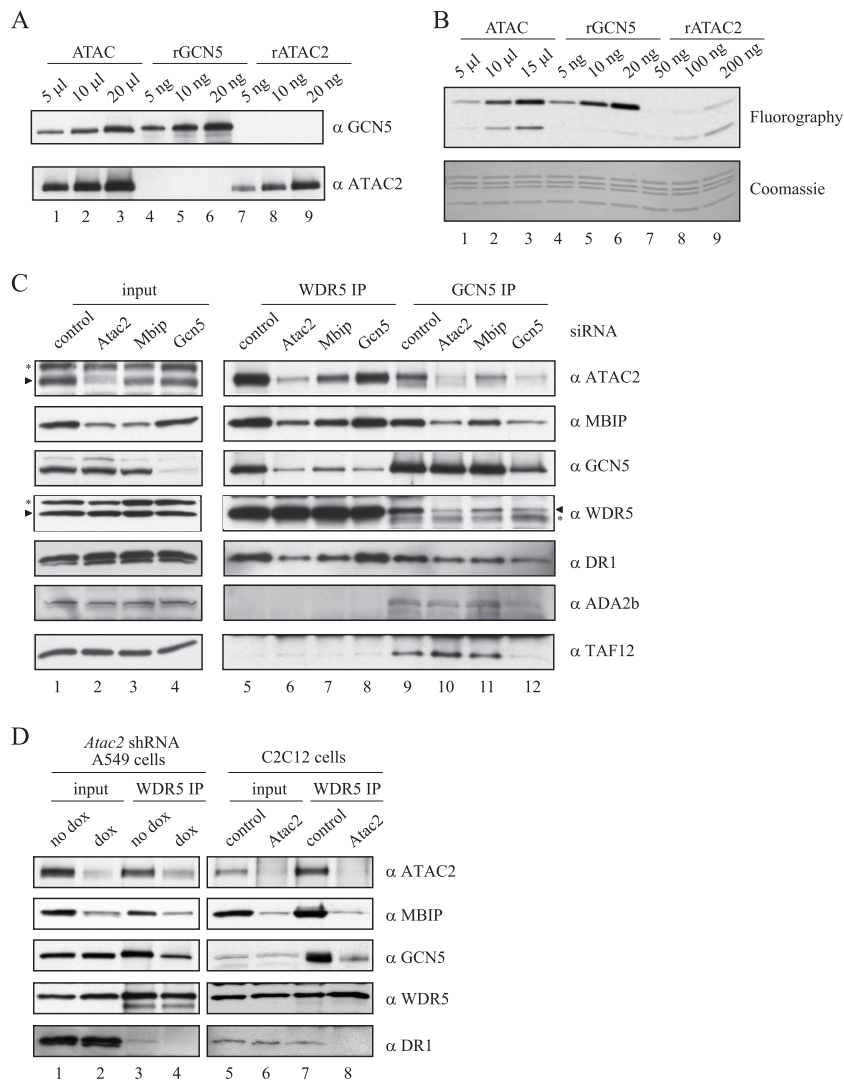 A
ATAC rGCN5 rATAC2
5 µl 10 µl 20 µl 5 ng 10 ng 20 ng 5 ng 10 ng 20 ng
α GCN5
α ATAC2
1 2 3 4 5 6 7 8 9
B
ATAC rGCN5 rATAC2
5 µl 10 µl 15 µl 5 ng 10 ng 20 ng 50 ng 100 ng 200 ng
Fluorography
Coomassie
1 2 3 4 5 6 7 8 9
C
input WDR5 IP GCN5 IP
control Atac2 Mbip Gcn5 control Atac2 Mbip Gcn5 control Atac2 Mbip Gcn5 siRNA
* α ATAC2
α MBIP
α GCN5
* * α WDR5
α DR1
α ADA2b
α TAF12
1 2 3 4 5 6 7 8 9 10 11 12
D
Atac2 shRNA
A549 cells C2C12 cells
input WDR5 IP input WDR5 IP
no dox dox no dox dox control Atac2 control Atac2
α ATAC2
α MBIP
α GCN5
α WDR5
α DR1
1 2 3 4 5 6 7 8